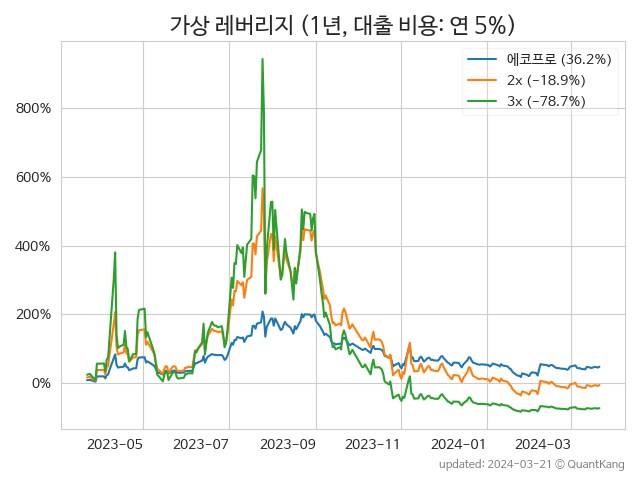 가상 레버리지 (1년, 대출 비용: 연 5%)
에코프로 (36.2%)
2x (−18.9%)
3x (−78.7%)
800%
600%
400%
200%
0%
2023−05 2023−07 2023−09 2023−11 2024−01 2024−03
updated: 2024−03−21 © QuantKang